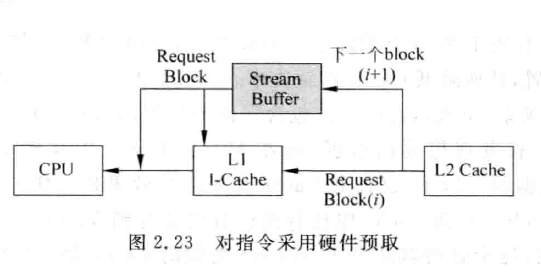 Request
Block
Stream
Buffer
下一个block
(i+1)
CPU
L1
I-Cache
Request
Block(i)
L2 Cache
图 2.23 对指令采用硬件预取